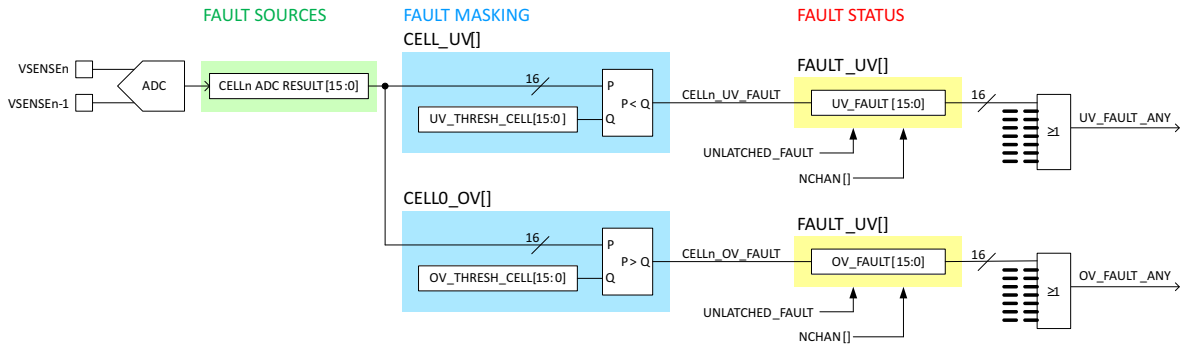 FAULT SOURCES
FAULT MASKING
FAULT STATUS
CELL_UV[]
VSENSEn
VSENSEn-1
ADC
CELLn ADC RESULT[15:0]
16
P
P< Q
Q
UV_THRESH_CELL[15:0]
CELLn_UV_FAULT
FAULT_UV[]
UV_FAULT[15:0]
16
≥1
UV_FAULT_ANY
UNLATCHED_FAULT
NCHAN[]
CELL0_OV[]
16
P
P> Q
Q
OV_THRESH_CELL[15:0]
CELLn_OV_FAULT
FAULT_UV[]
OV_FAULT[15:0]
16
≥1
OV_FAULT_ANY
UNLATCHED_FAULT
NCHAN[]